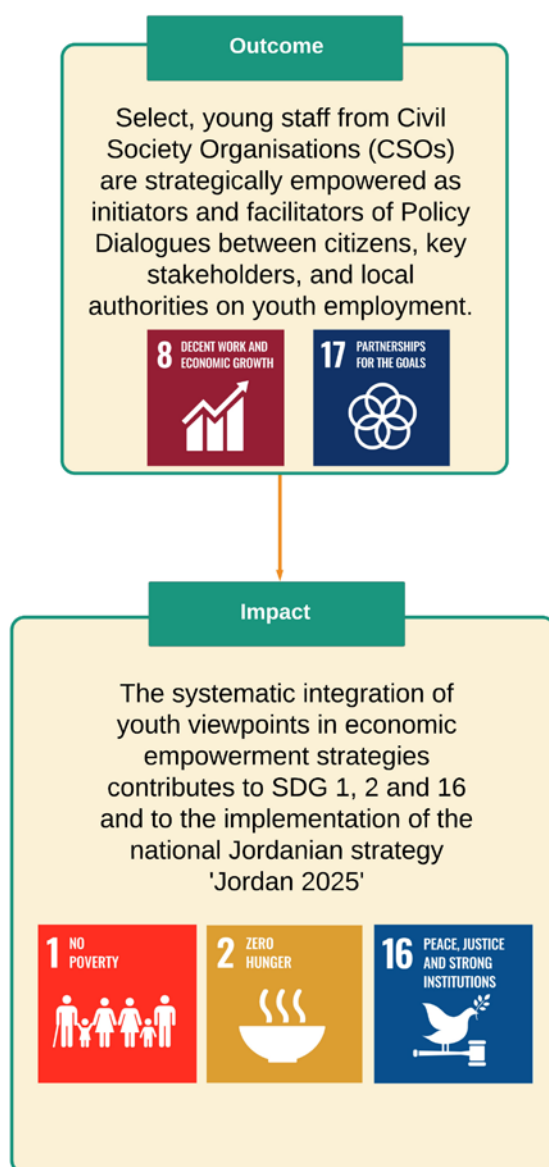 Outcome
Select, young staff from Civil
Society Organisations (CSOs)
are strategically empowered as
initiators and facilitators of Policy
Dialogues between citizens, key
stakeholders, and local
authorities on youth employment.
8 DECENT WORK AND
ECONOMIC GROWTH
17 PARTNERSHIPS
FOR THE GOALS
Impact
The systematic integration of
youth viewpoints in economic
empowerment strategies
contributes to SDG 1, 2 and 16
and to the implementation of the
national Jordanian strategy
'Jordan 2025'
1 NO
POVERTY
2 ZERO
HUNGER
16 PEACE, JUSTICE
AND STRONG
INSTITUTIONS